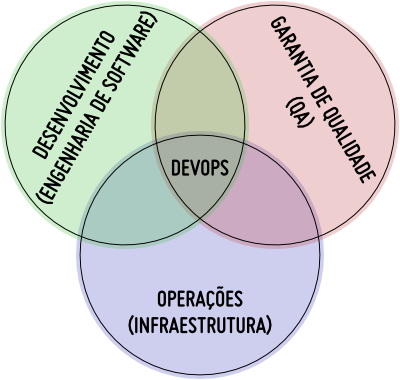 DESENVOLVIMENTO
(ENGENHARIA DE SOFTWARE)
GARANTIA DE QUALIDADE
(QA)
DEVOPS
OPERAÇÕES
(INFRAESTRUTURA)